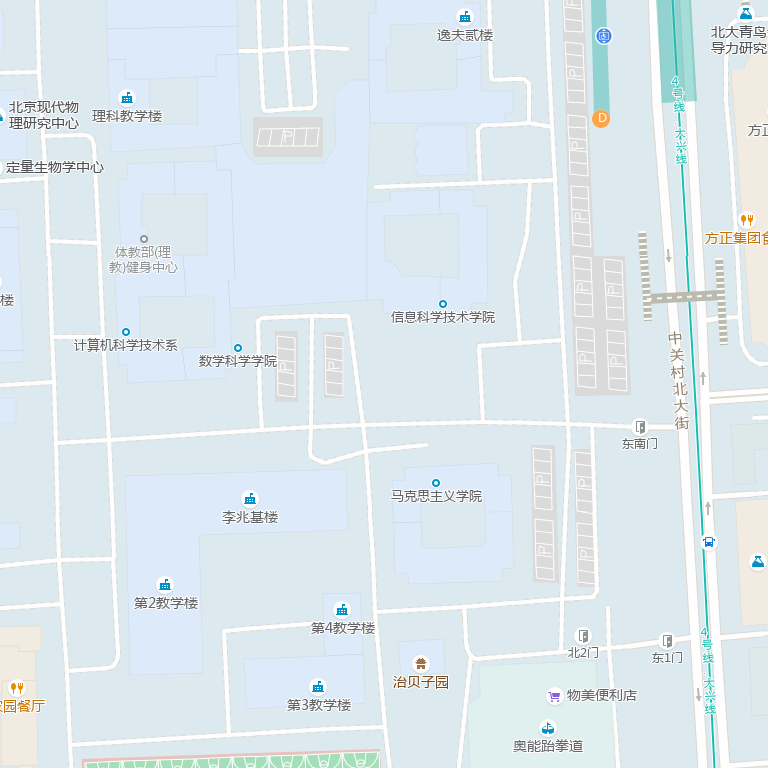 逸夫贰楼
北大青鸟
导力研究
4号线-大兴线
D
北京现代物
理研究中心
理科教学楼
方正
P
定量生物学中心
体教部(理
教)健身中心
方正集团食
楼
信息科学技术学院
计算机科学技术系
数学科学学院
P
P
P
P
P
P
P
P
P
中关村北大街
东南门
马克思主义学院
P
P
李兆基楼
P
P
第2教学楼
第4教学楼
4号线-大兴线
北2门
东1门
治贝子园
农园餐厅
第3教学楼
物美便利店
奥能跆拳道